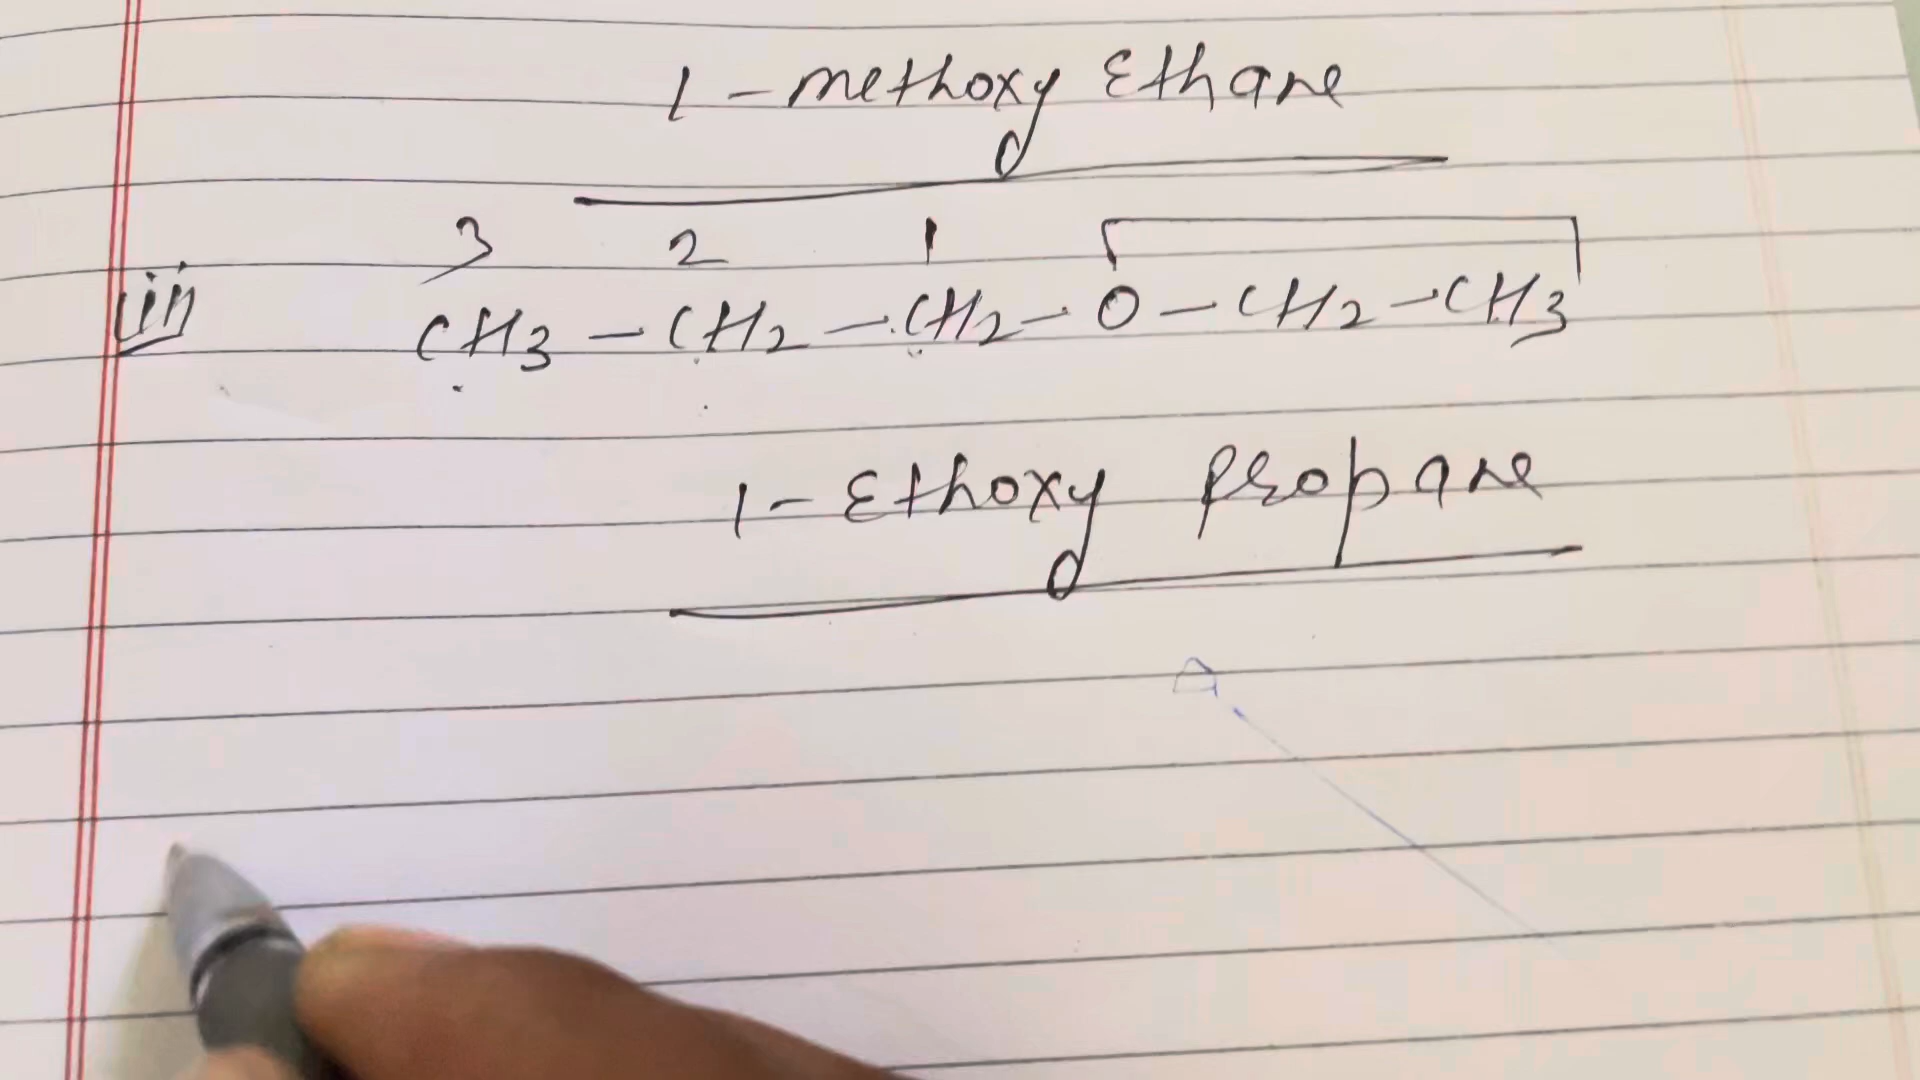 1 - methoxy Ethane
3 2 1
(ii) CH3 - CH2 - CH2 - O - CH2 - CH3
1 - Ethoxy propane